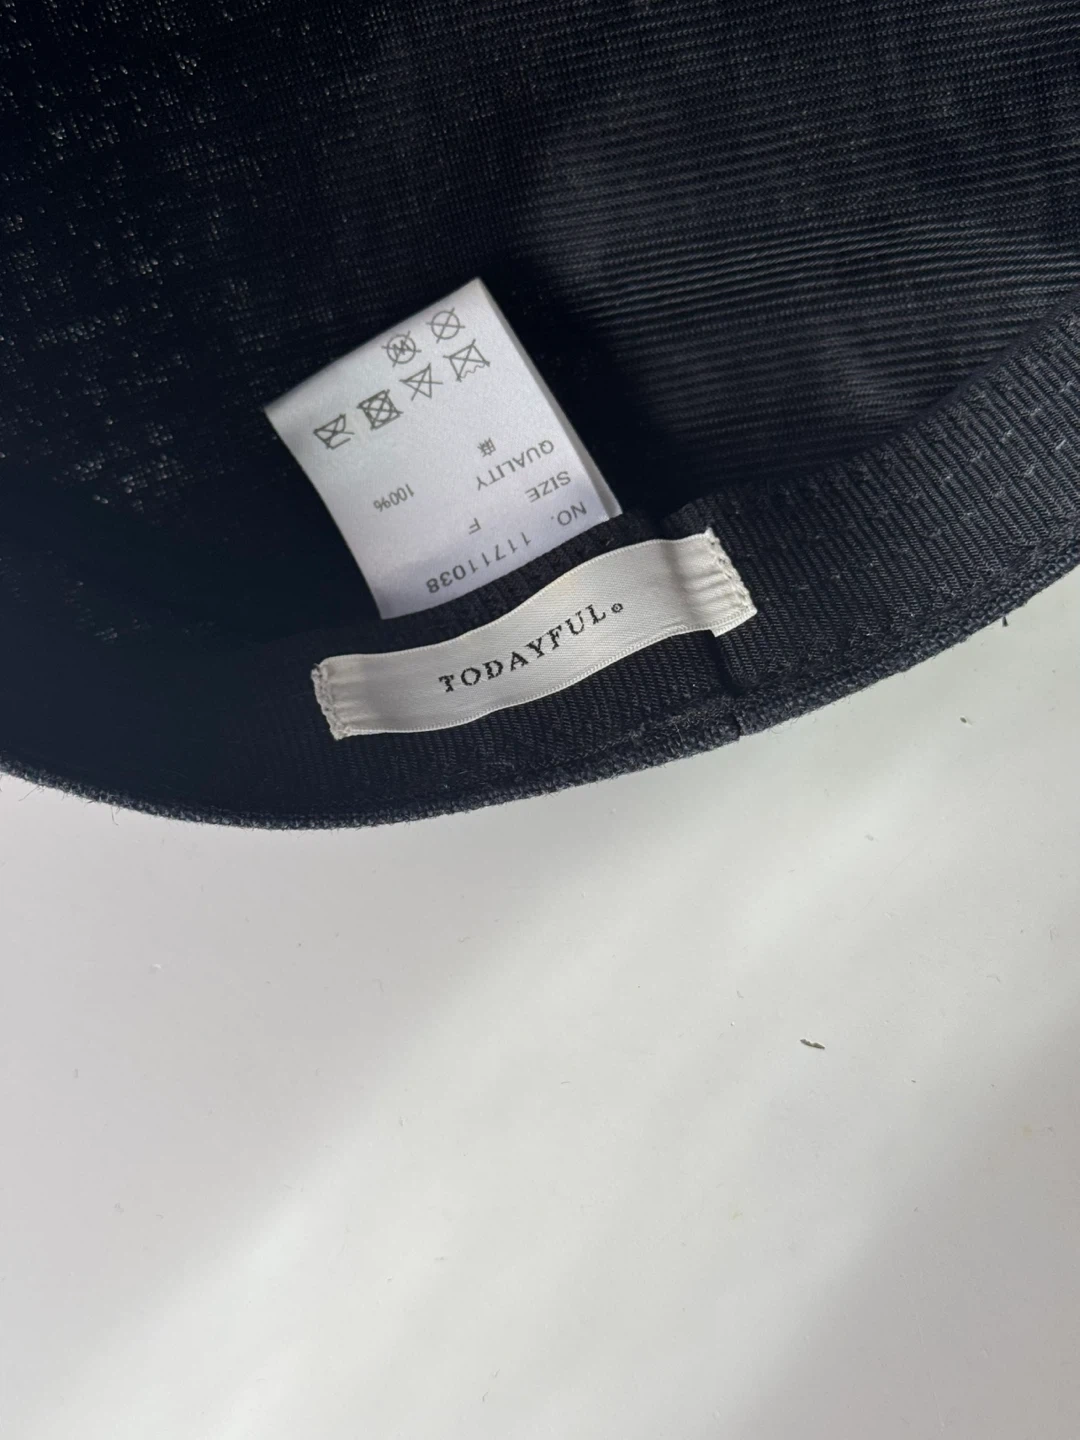 NO. 11711038
SIZE F
QUALITY
麻 100%
TODAYFUL